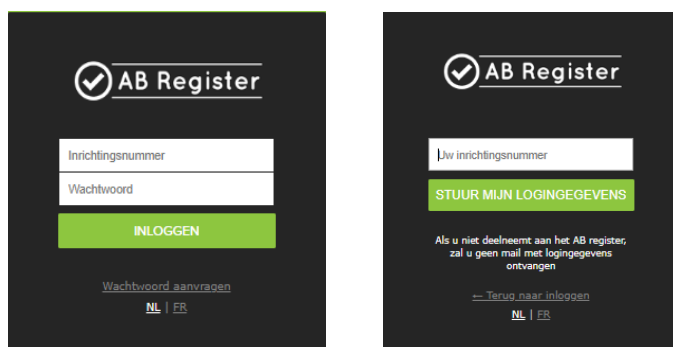 AB Register
Inrichtingsnummer
Wachtwoord
INLOGGEN
Wachtwoord aanvragen
NL | FR
AB Register
Uw inrichtingsnummer
STUUR MIJN LOGINGEGEVENS
Als u niet deelneemt aan het AB register,
zal u geen mail met logingegevens
ontvangen
← Terug naar inloggen
NL | FR